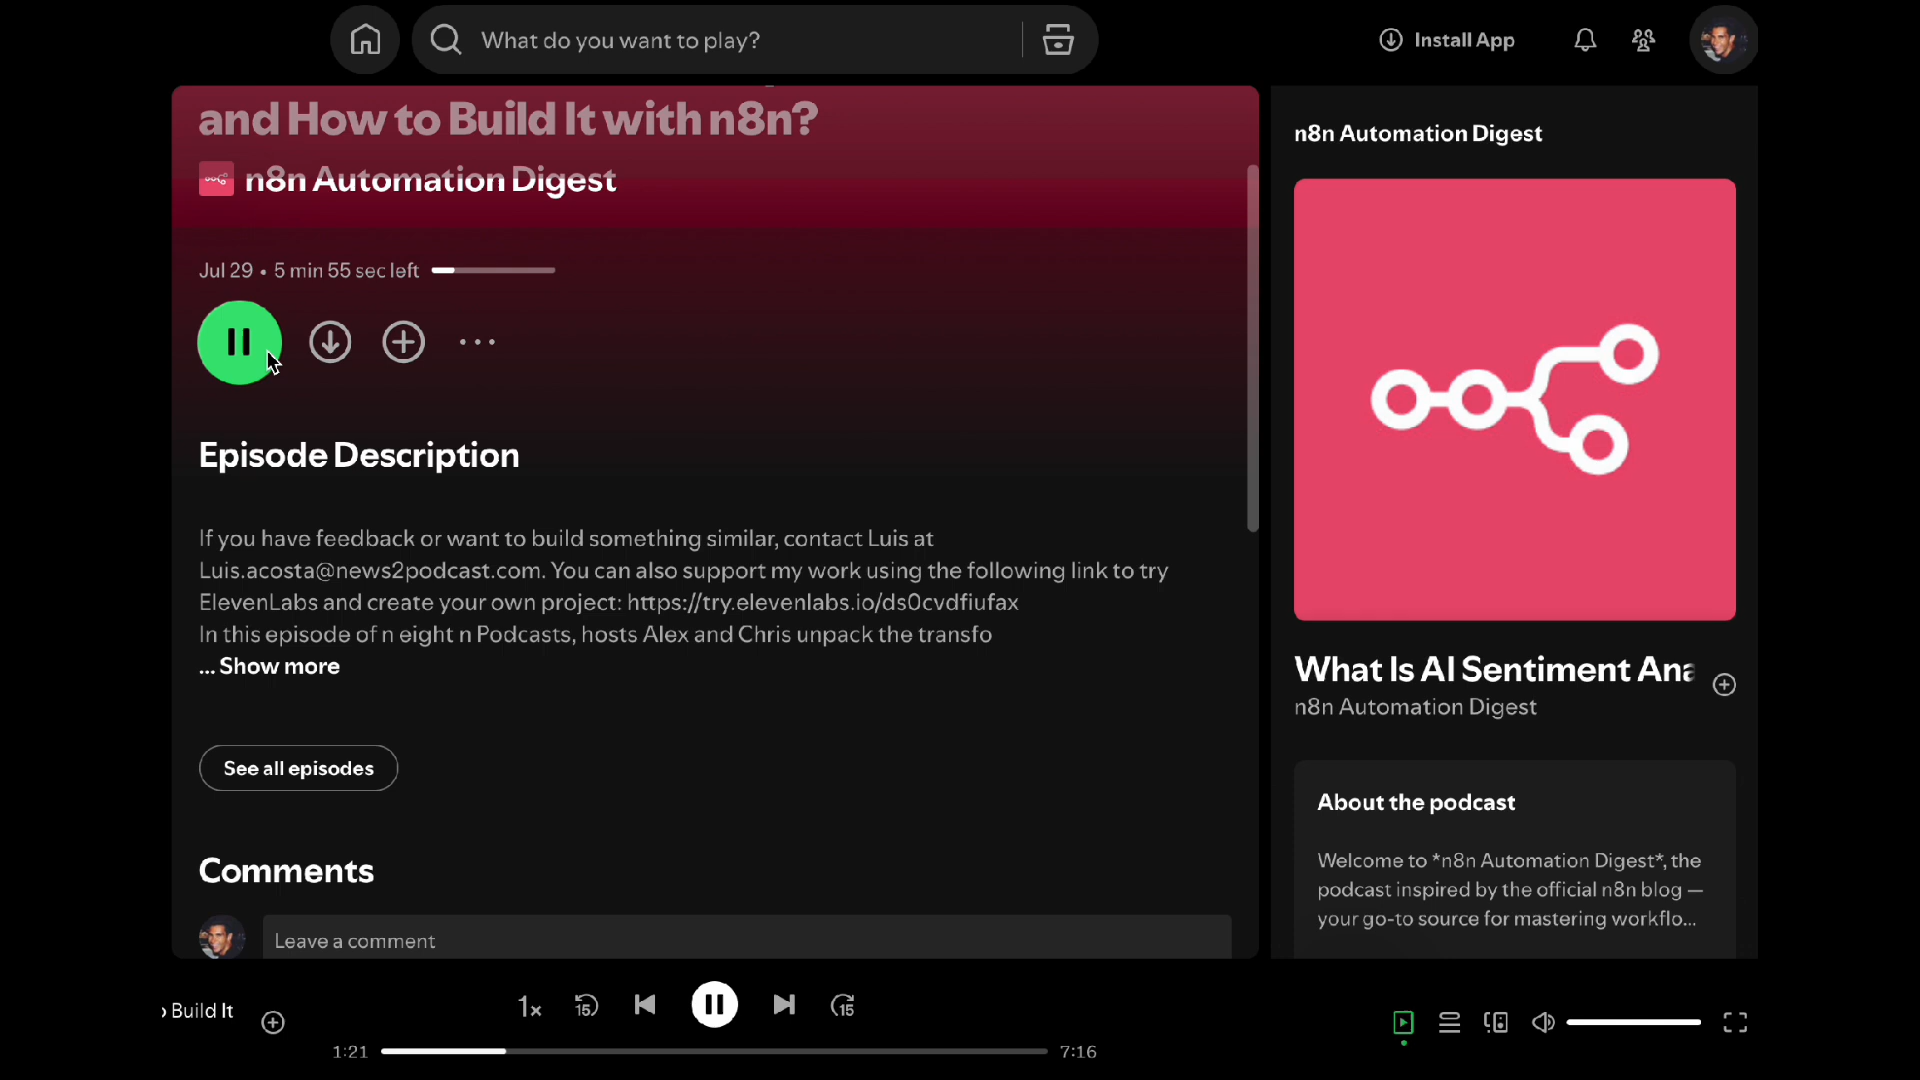 What do you want to play?
Install App
and How to Build It with n8n?
n8n Automation Digest
Jul 29 • 5 min 55 sec left
Episode Description
If you have feedback or want to build something similar, contact Luis at
Luis.acosta@news2podcast.com. You can also support my work using the following link to try
ElevenLabs and create your own project: https://try.elevenlabs.io/ds0cvdfiufax
In this episode of n eight n Podcasts, hosts Alex and Chris unpack the transfo
... Show more
See all episodes
Comments
Leave a comment
n8n Automation Digest
What Is AI Sentiment Ana
n8n Automation Digest
About the podcast
Welcome to *n8n Automation Digest*, the
podcast inspired by the official n8n blog —
your go-to source for mastering workflo...
Build It
1x
15
15
1:21
7:16